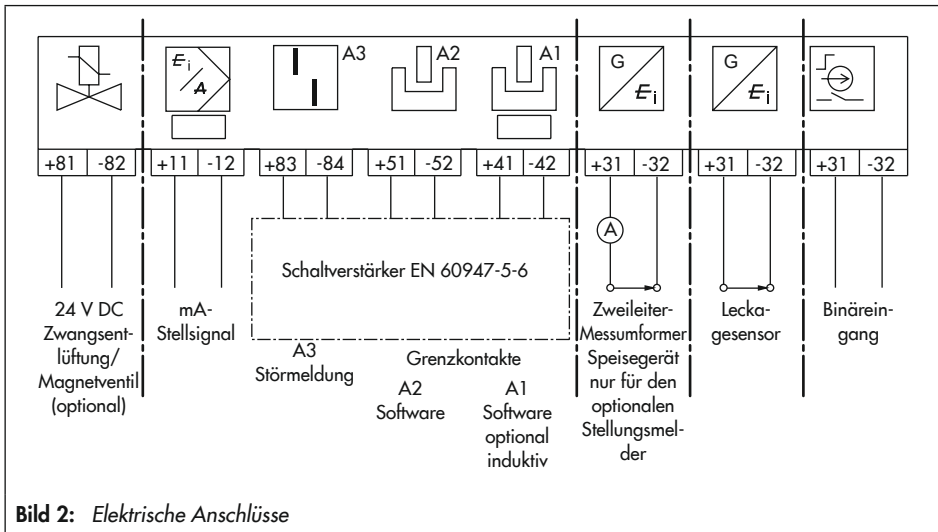 A3 A2 A1
E i / A
G E i
G E i
+81 -82 +11 -12 +83 -84 +51 -52 +41 -42 +31 -32 +31 -32 +31 -32
A
Schaltverstärker EN 60947-5-6
24 V DC
Zwangsent-
lüftung/
Magnetventil
(optional)
mA-
Stellsignal
A3
Störmeldung
Grenzkontakte
A2
Software
A1
Software
optional
induktiv
Zweileiter-
Messumformer
Speisegerät
nur für den
optionalen
Stellungsmel-
der
Lecka-
gesensor
Binärein-
gang
Bild 2: Elektrische Anschlüsse